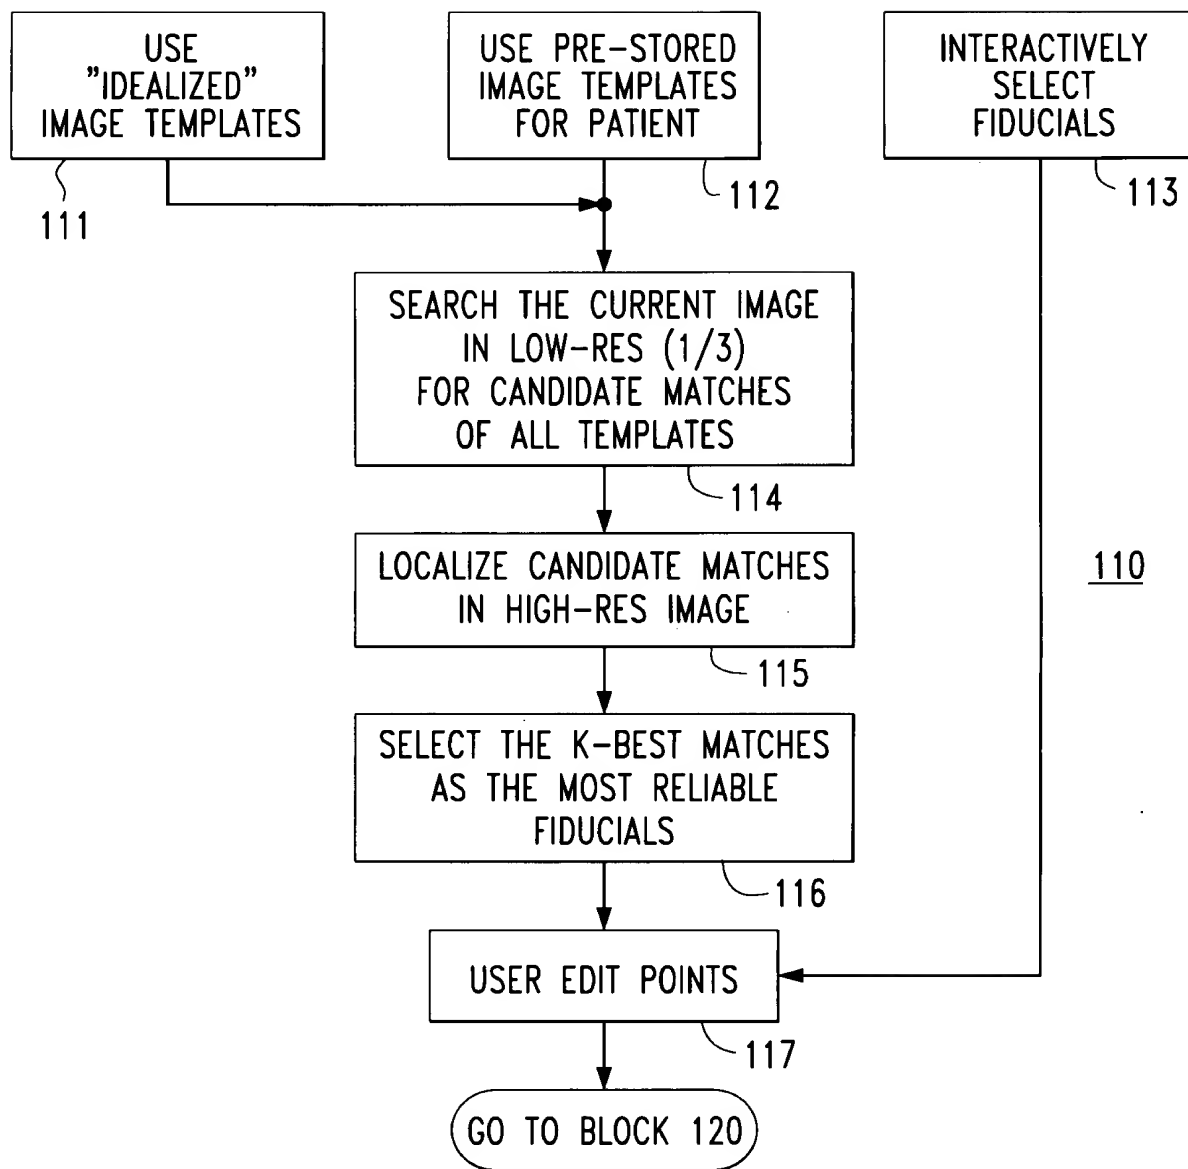 USE
"IDEALIZED"
IMAGE TEMPLATES
111
USE PRE-STORED
IMAGE TEMPLATES
FOR PATIENT
112
INTERACTIVELY
SELECT
FIDUCIALS
113
SEARCH THE CURRENT IMAGE
IN LOW-RES (1/3)
FOR CANDIDATE MATCHES
OF ALL TEMPLATES
114
LOCALIZE CANDIDATE MATCHES
IN HIGH-RES IMAGE
115
110
SELECT THE K-BEST MATCHES
AS THE MOST RELIABLE
FIDUCIALS
116
USER EDIT POINTS
117
GO TO BLOCK 120